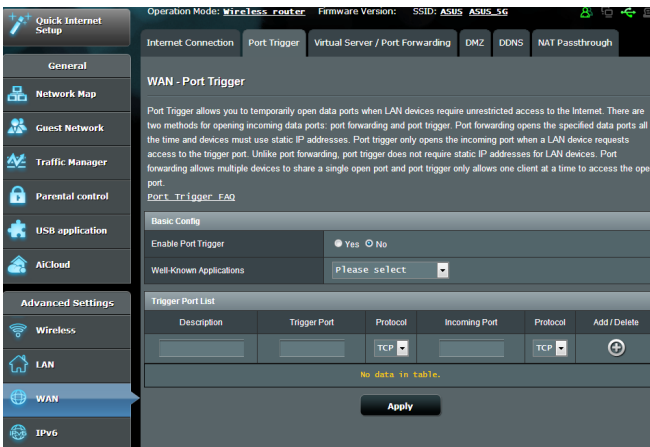 Quick Internet
Setup
General
Network Map
Guest Network
Traffic Manager
Parental control
USB application
AiCloud
Advanced Settings
Wireless
LAN
WAN
IPv6
Operation Mode: Wireless router Firmware Version: SSID: ASUS ASUS_5G
Internet Connection Port Trigger Virtual Server / Port Forwarding DMZ DDNS NAT Passthrough
WAN - Port Trigger
Port Trigger allows you to temporarily open data ports when LAN devices require unrestricted access to the Internet. There are
two methods for opening incoming data ports: port forwarding and port trigger. Port forwarding opens the specified data ports all
the time and devices must use static IP addresses. Port trigger only opens the incoming port when a LAN device requests
access to the trigger port. Unlike port forwarding, port trigger does not require static IP addresses for LAN devices. Port
forwarding allows multiple devices to share a single open port and port trigger only allows one client at a time to access the ope
port.
Port Trigger FAQ
Basic Config
Enable Port Trigger Yes No
Well-Known Applications Please select
Trigger Port List
Description Trigger Port Protocol Incoming Port Protocol Add / Delete
TCP TCP
No data in table.
Apply